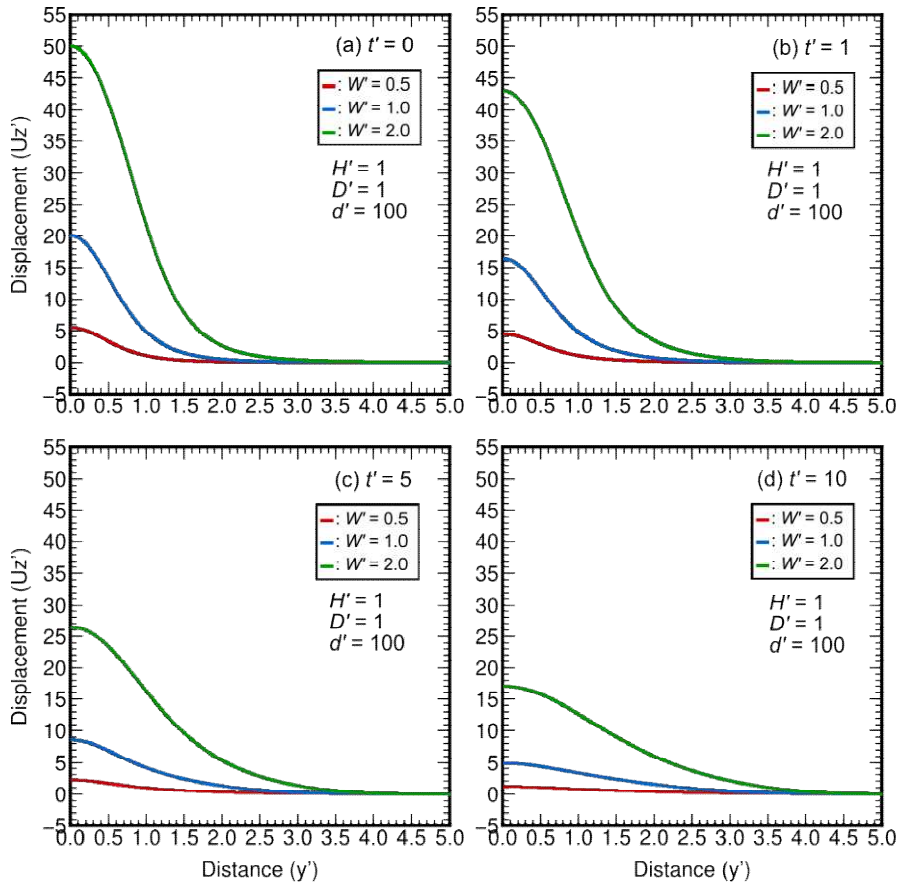 55
50
45
40
35
30
25
20
15
10
5
0
−5
Displacement (Uz')
(a) t' = 0
: W' = 0.5
: W' = 1.0
: W' = 2.0
H' = 1
D' = 1
d' = 100
0.0 0.5 1.0 1.5 2.0 2.5 3.0 3.5 4.0 4.5 5.0
55
50
45
40
35
30
25
20
15
10
5
0
−5
(b) t' = 1
: W' = 0.5
: W' = 1.0
: W' = 2.0
H' = 1
D' = 1
d' = 100
0.0 0.5 1.0 1.5 2.0 2.5 3.0 3.5 4.0 4.5 5.0
55
50
45
40
35
30
25
20
15
10
5
0
−5
Displacement (Uz')
(c) t' = 5
: W' = 0.5
: W' = 1.0
: W' = 2.0
H' = 1
D' = 1
d' = 100
0.0 0.5 1.0 1.5 2.0 2.5 3.0 3.5 4.0 4.5 5.0
Distance (y')
55
50
45
40
35
30
25
20
15
10
5
0
−5
(d) t' = 10
: W' = 0.5
: W' = 1.0
: W' = 2.0
H' = 1
D' = 1
d' = 100
0.0 0.5 1.0 1.5 2.0 2.5 3.0 3.5 4.0 4.5 5.0
Distance (y')